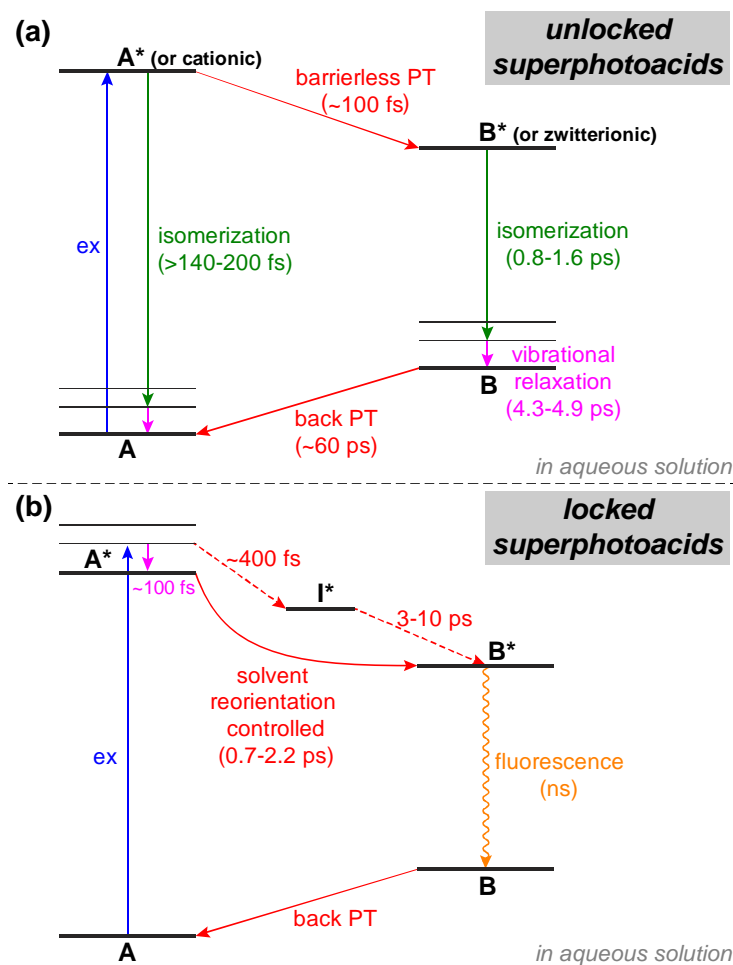 (a)
unlocked
superphotoacids
A* (or cationic)
barrierless PT
(~100 fs)
B* (or zwitterionic)
ex
isomerization
(>140-200 fs)
isomerization
(0.8-1.6 ps)
vibrational
relaxation
(4.3-4.9 ps)
B
back PT
(~60 ps)
A
in aqueous solution
(b)
locked
superphotoacids
A*
~100 fs
~400 fs
I*
3-10 ps
B*
solvent
reorientation
controlled
(0.7-2.2 ps)
ex
fluorescence
(ns)
B
back PT
A
in aqueous solution